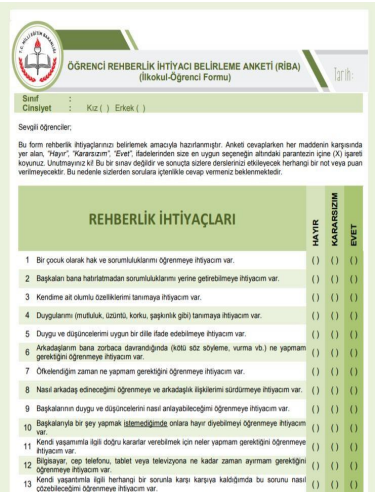 T.C. MİLLÎ EĞİTİM BAKANLIĞI
ÖĞRENCİ REHBERLİK İHTİYACI BELİRLEME ANKETİ (RİBA)
(İlkokul-Öğrenci Formu)
Tarih:
Sınıf :
Cinsiyet : Kız ( ) Erkek ( )
Sevgili öğrenciler;
Bu form rehberlik ihtiyaçlarınızı belirlemek amacıyla hazırlanmıştır. Anketi cevaplarken her maddenin karşısında
yer alan, "Hayır", "Kararsızım", "Evet", ifadelerinden size en uygun seçeneğin altındaki parantezin içine (X) işareti
koyunuz. Unutmayınız ki! Bu bir sınav değildir ve sonuçta sizlere derslerinizi etkileyecek herhangi bir not veya puan
verilmeyecektir. Bu nedenle sizlerden sorulara içtenlikle cevap vermeniz beklenmektedir.
REHBERLİK İHTİYAÇLARI HAYIR KARARSIZIM EVET
1 Bir çocuk olarak hak ve sorumluluklarımı öğrenmeye ihtiyacım var. ( ) ( ) ( )
2 Başkaları bana hatırlatmadan sorumluluklarımı yerine getirebilmeye ihtiyacım var. ( ) ( ) ( )
3 Kendime ait olumlu özelliklerimi tanımaya ihtiyacım var. ( ) ( ) ( )
4 Duygularımı (mutluluk, üzüntü, korku, şaşkınlık gibi) tanımaya ihtiyacım var. ( ) ( ) ( )
5 Duygu ve düşüncelerimi uygun bir dille ifade edebilmeye ihtiyacım var. ( ) ( ) ( )
6 Arkadaşlarım bana zorbaca davrandığında (kötü söz söyleme, vurma vb.) ne yapmam
gerektiğini öğrenmeye ihtiyacım var. ( ) ( ) ( )
7 Öfkelendiğim zaman ne yapmam gerektiğini öğrenmeye ihtiyacım var. ( ) ( ) ( )
8 Nasıl arkadaş edineceğimi öğrenmeye ve arkadaşlık ilişkilerimi sürdürmeye ihtiyacım var. ( ) ( ) ( )
9 Başkalarının duygu ve düşüncelerini nasıl anlayabileceğimi öğrenmeye ihtiyacım var. ( ) ( ) ( )
10 Başkalarıyla bir şey yapmak istemediğimde onlara hayır diyebilmeyi öğrenmeye ihtiyacım
var. ( ) ( ) ( )
11 Kendi yaşamımla ilgili doğru kararlar verebilmek için neler yapmam gerektiğini öğrenmeye
ihtiyacım var. ( ) ( ) ( )
12 Bilgisayar, cep telefonu, tablet veya televizyona ne kadar zaman ayırmam gerektiğini
öğrenmeye ihtiyacım var. ( ) ( ) ( )
13 Kendi yaşantımla ilgili herhangi bir sorunla karşı karşıya kaldığımda bu sorunu nasıl
çözebileceğimi öğrenmeye ihtiyacım var. ( ) ( ) ( )